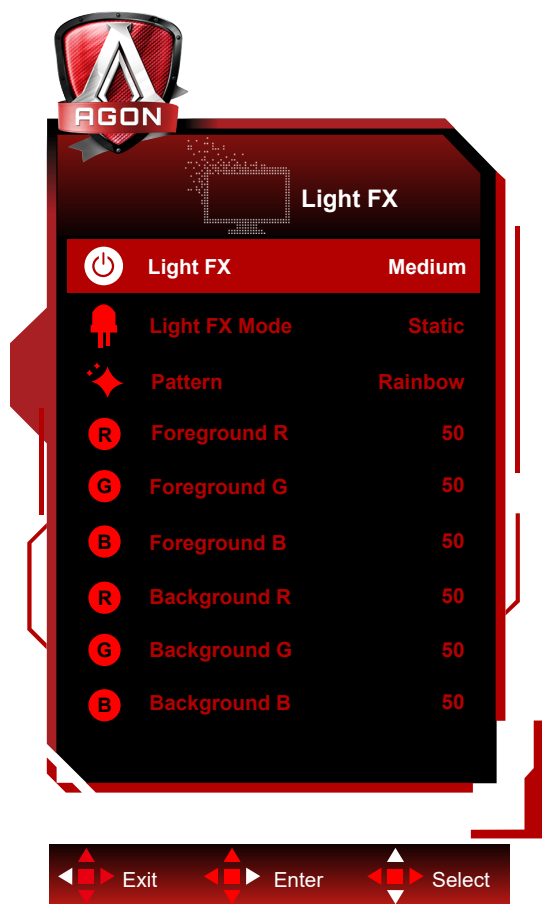 AGON
Light FX
Light FX Medium
Light FX Mode Static
Pattern Rainbow
R Foreground R 50
G Foreground G 50
B Foreground B 50
R Background R 50
G Background G 50
B Background B 50
Exit Enter Select